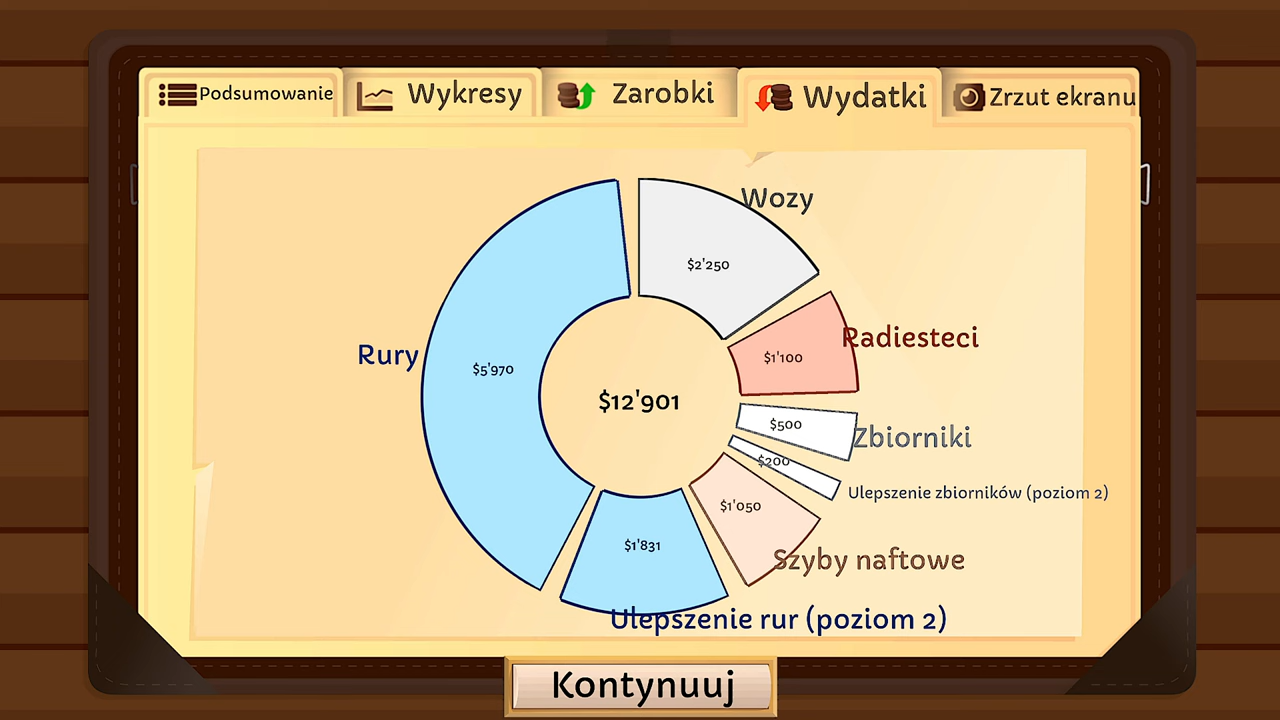 Podsumowanie
Wykresy
Zarobki
Wydatki
Zrzut ekranu
Wozy
$2'250
Radiesteci
$1'100
Rury
$5'970
$12'901
$500
Zbiorniki
$200
Ulepszenie zbiorników (poziom 2)
$1'050
$1'831
Szyby naftowe
Ulepszenie rur (poziom 2)
Kontynuuj